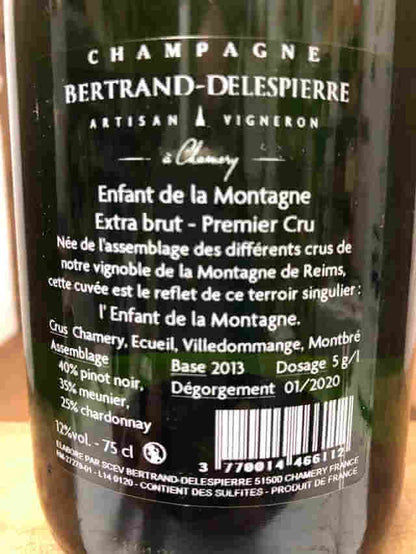 CHAMPAGNE
BERTRAND-DELESPIERRE
ARTISAN VIGNERON
à Chamery
Enfant de la Montagne
Extra brut - Premier Cru
Née de l'assemblage des différents crus de
notre vignoble de la Montagne de Reims,
cette cuvée est le reflet de ce terroir singulier :
l'Enfant de la Montagne.
Crus Chamery, Ecueil, Villedommange, Montbré
Assemblage
40% pinot noir,
35% meunier,
25% chardonnay
Base 2013 Dosage 5 g/l
Dégorgement 01/2020
12%vol. - 75 cl
3 770014 466112
ELABORE PAR SCEV BERTRAND-DELESPIERRE 51500 CHAMERY FRANCE
L14 0120 - CONTIENT DES SULFITES - PRODUIT DE FRANCE